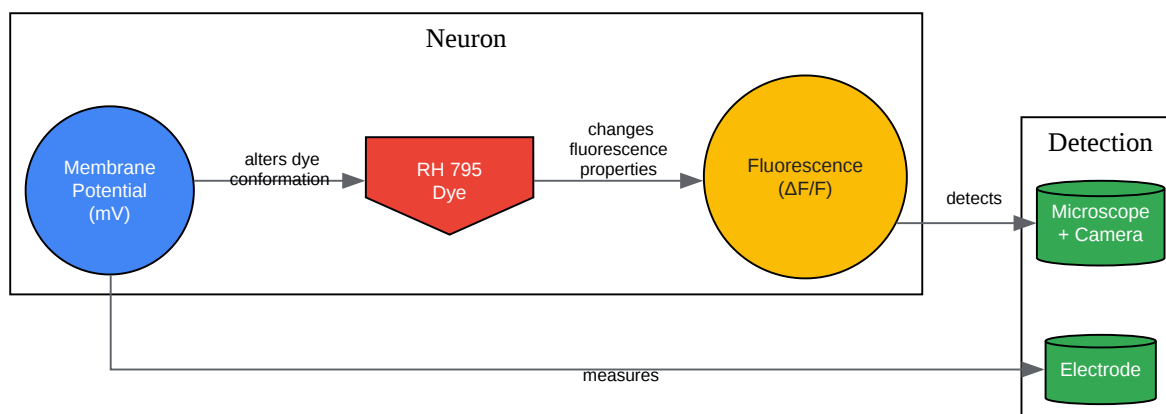 Neuron
Membrane
Potential
(mV)
alters dye
conformation
RH 795
Dye
changes
fluorescence
properties
Fluorescence
(ΔF/F)
detects
Detection
Microscope
+ Camera
measures
Electrode